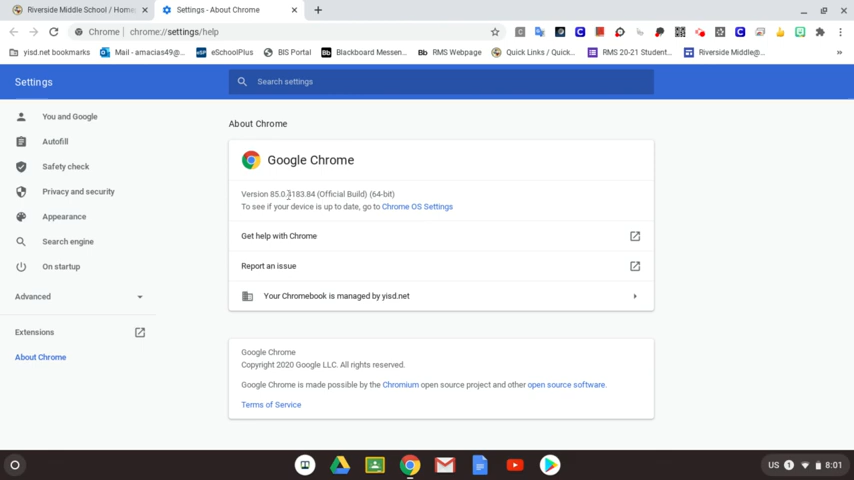 Riverside Middle School / Home
Settings - About Chrome
Chrome | chrome://settings/help
yisd.net bookmarks
Mail - amacias49@...
eSchoolPlus
BIS Portal
Blackboard Messen...
RMS Webpage
Quick Links / Quick...
RMS 20-21 Student...
Riverside Middle@...
Settings
Search settings
You and Google
Autofill
Safety check
Privacy and security
Appearance
Search engine
On startup
Advanced
Extensions
About Chrome
About Chrome
Google Chrome
Version 85.0.4183.84 (Official Build) (64-bit)
To see if your device is up to date, go to Chrome OS Settings
Get help with Chrome
Report an issue
Your Chromebook is managed by yisd.net
Google Chrome
Copyright 2020 Google LLC. All rights reserved.
Google Chrome is made possible by the Chromium open source project and other open source software.
Terms of Service
US 1 8:01